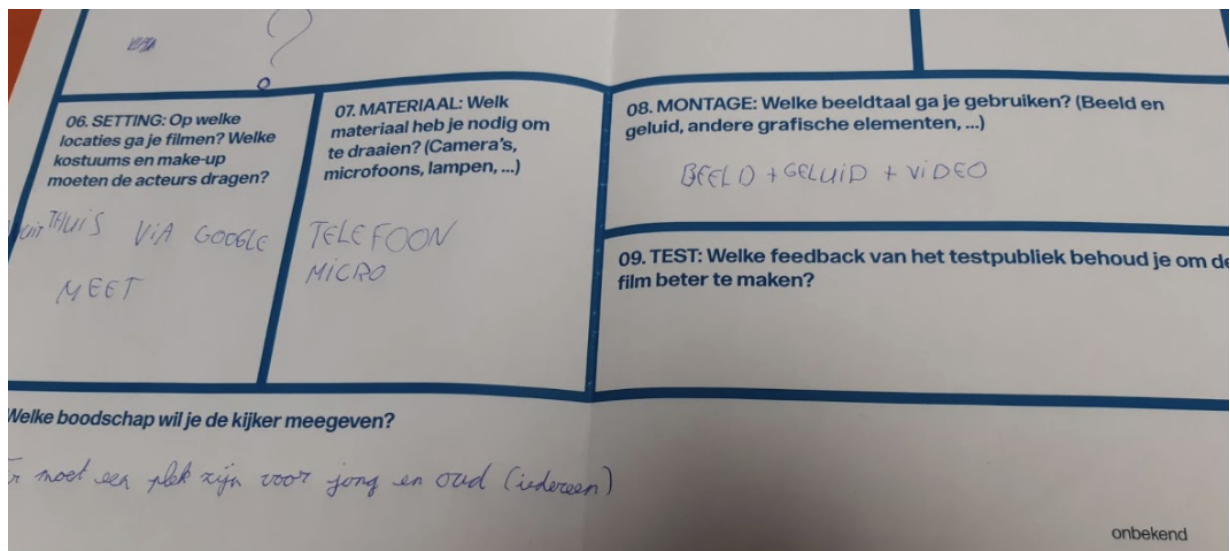 ?
06. SETTING: Op welke
locaties ga je filmen? Welke
kostuums en make-up
moeten de acteurs dragen?
THUIS VIA GOOGLE
MEET
07. MATERIAAL: Welk
materiaal heb je nodig om
te draaien? (Camera's,
microfoons, lampen, ...)
TELEFOON
MICRO
08. MONTAGE: Welke beeldtaal ga je gebruiken? (Beeld en
geluid, andere grafische elementen, ...)
BEELD + GELUID + VIDEO
09. TEST: Welke feedback van het testpubliek behoud je om de
film beter te maken?
Welke boodschap wil je de kijker meegeven?
moet een plek zijn voor jong en oud (iedereen)
onbekend